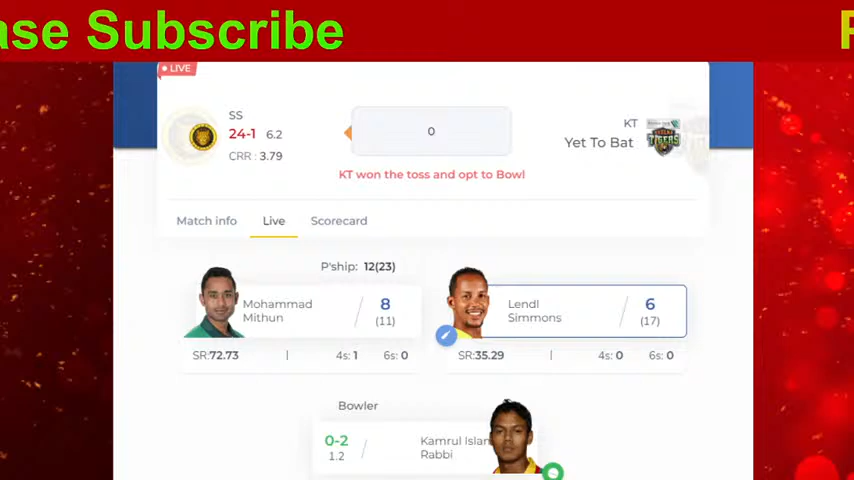 ase Subscribe
LIVE
SS
24-1 6.2
CRR : 3.79
0
KT
Yet To Bat
KT won the toss and opt to Bowl
Match info Live Scorecard
P'ship: 12(23)
Mohammad
Mithun
8
(11)
SR:72.73 | 4s: 1 6s: 0
Lendl
Simmons
6
(17)
SR:35.29 | 4s: 0 6s: 0
Bowler
0-2
1.2
Kamrul Islam
Rabbi